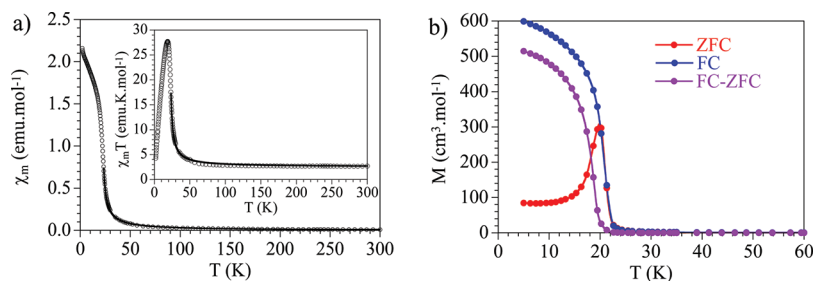 a)
2.5
2.0
1.5
1.0
0.5
0.0
χm (emu.mol-1)
0 50 100 150 200 250 300
T (K)
30
25
20
15
10
5
0
χmT (emu.K.mol-1)
0 50 100 150 200 250 300
T (K)
b)
600
500
400
300
200
100
0
M (cm³.mol-1)
ZFC
FC
FC-ZFC
0 10 20 30 40 50 60
T (K)